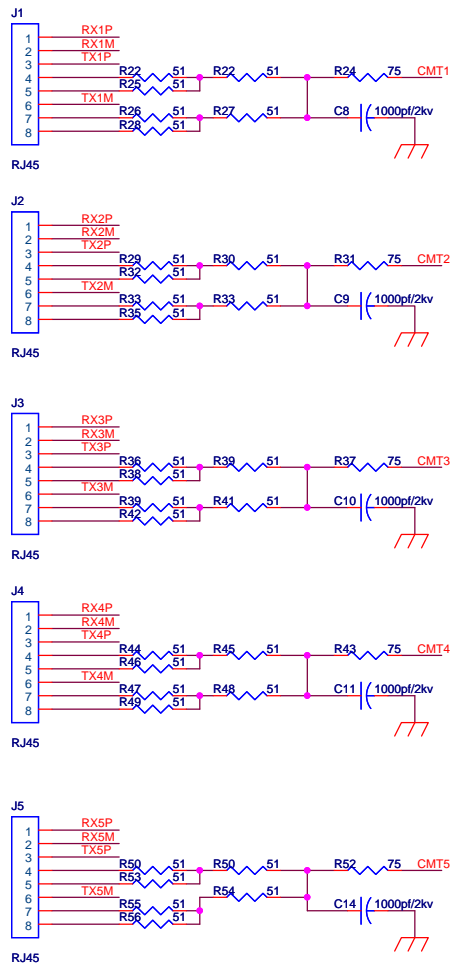 J1
1 RX1P
2 RX1M
3 TX1P
4 R22 51 R22 51 R24 75 CMT1
5 R25 51
6 TX1M
7 R26 51 R27 51 C8 1000pf/2kv
8 R28 51
RJ45
J2
1 RX2P
2 RX2M
3 TX2P
4 R29 51 R30 51 R31 75 CMT2
5 R32 51
6 TX2M
7 R33 51 R33 51 C9 1000pf/2kv
8 R35 51
RJ45
J3
1 RX3P
2 RX3M
3 TX3P
4 R36 51 R39 51 R37 75 CMT3
5 R38 51
6 TX3M
7 R39 51 R41 51 C10 1000pf/2kv
8 R42 51
RJ45
J4
1 RX4P
2 RX4M
3 TX4P
4 R44 51 R45 51 R43 75 CMT4
5 R46 51
6 TX4M
7 R47 51 R48 51 C11 1000pf/2kv
8 R49 51
RJ45
J5
1 RX5P
2 RX5M
3 TX5P
4 R50 51 R50 51 R52 75 CMT5
5 R53 51
6 TX5M R54 51
7 R55 51 C14 1000pf/2kv
8 R56 51
RJ45